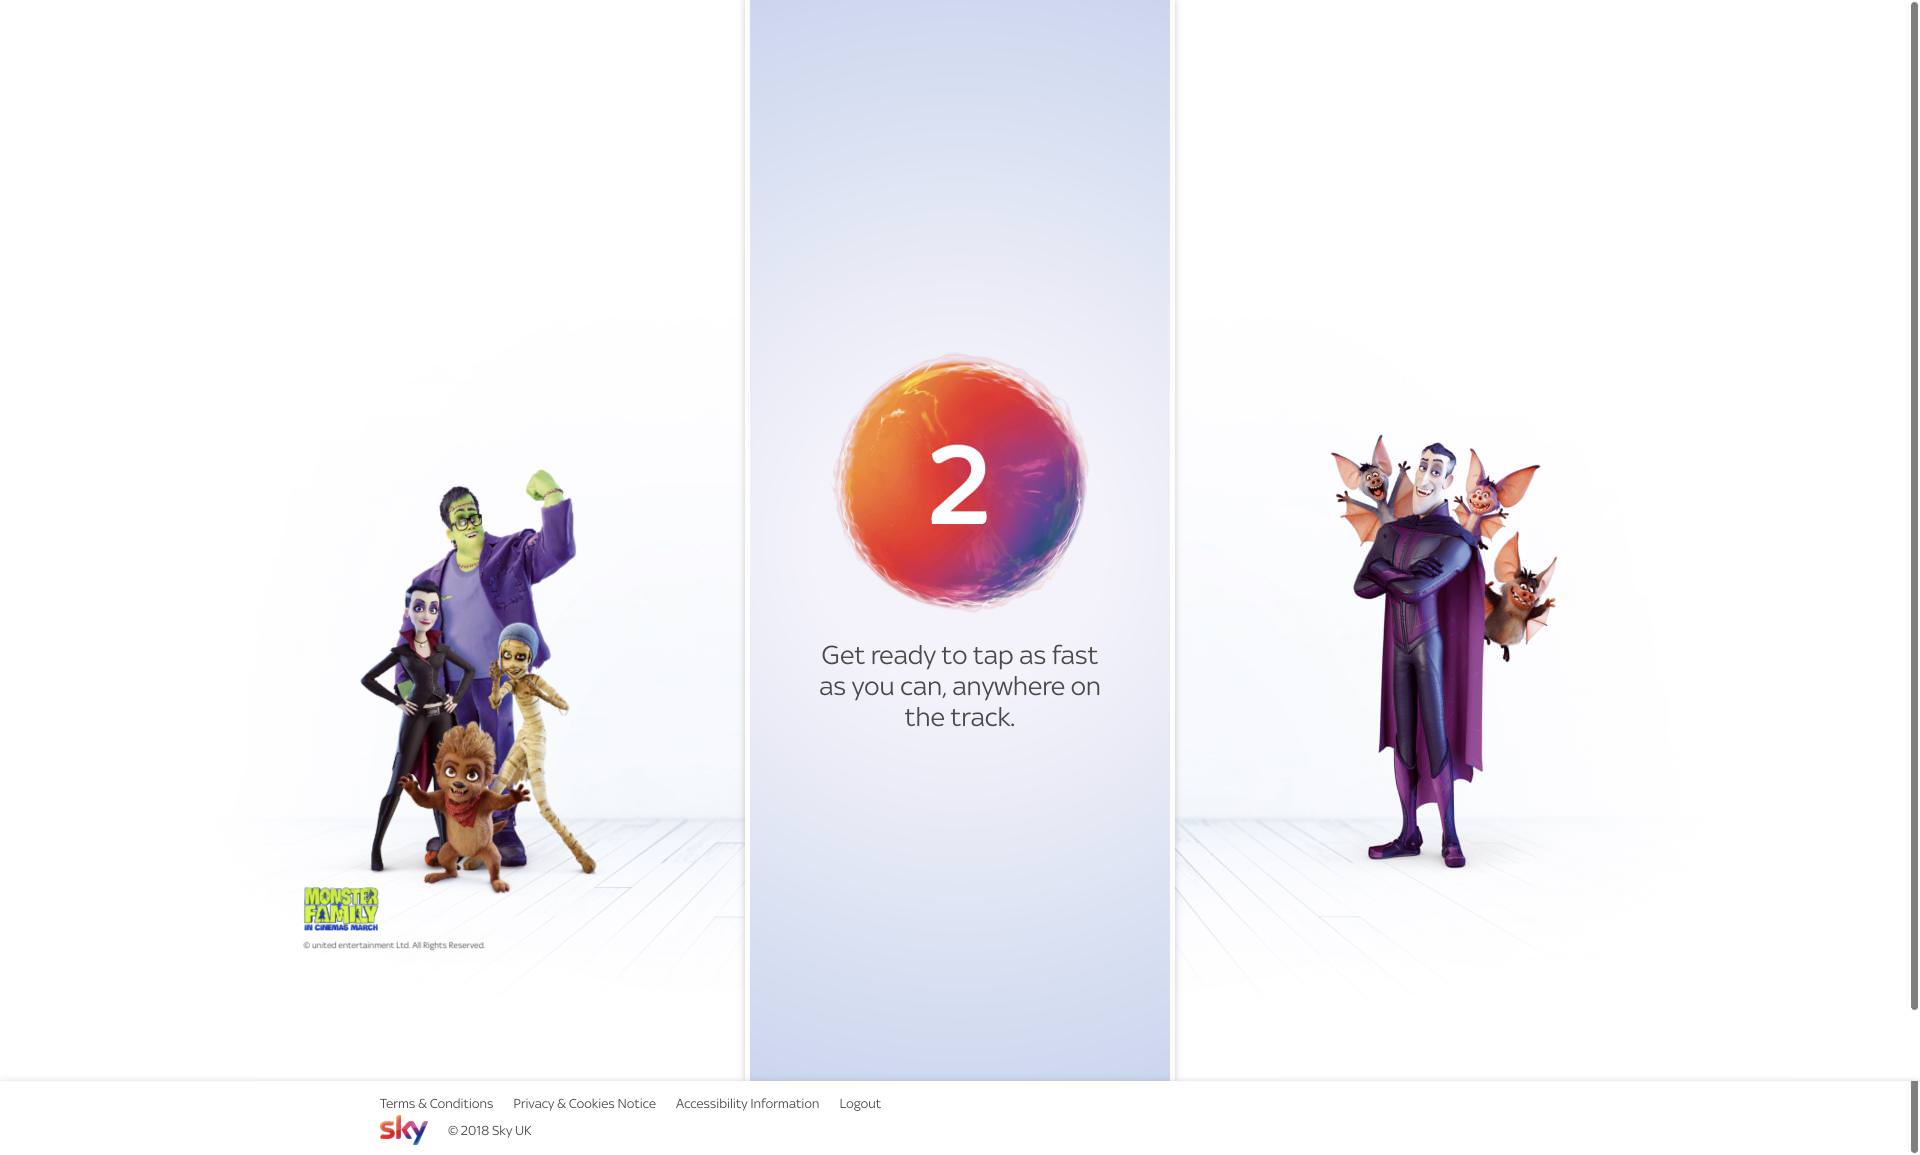 2
Get ready to tap as fast
as you can, anywhere on
the track.
MONSTER
FAMILY
IN CINEMAS MARCH
© united entertainment Ltd. All Rights Reserved.
Terms & Conditions Privacy & Cookies Notice Accessibility Information Logout
sky © 2018 Sky UK